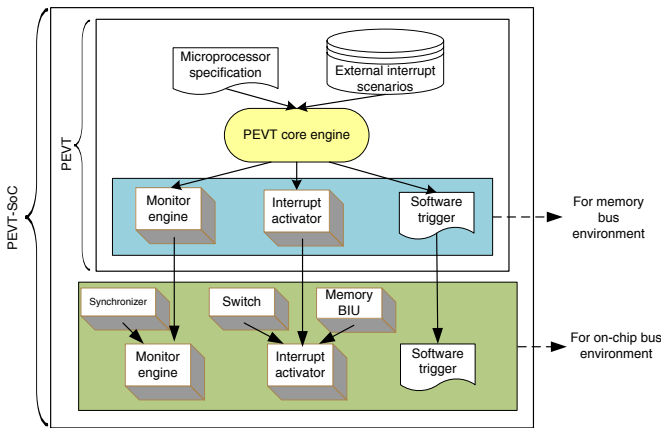 Microprocessor
specification
External interrupt
scenarios
PEVT core engine
PEVT
PEVT-SoC
Monitor
engine
Interrupt
activator
Software
trigger
For memory
bus
environment
Synchronizer
Switch
Memory
BIU
Monitor
engine
Interrupt
activator
Software
trigger
For on-chip bus
environment